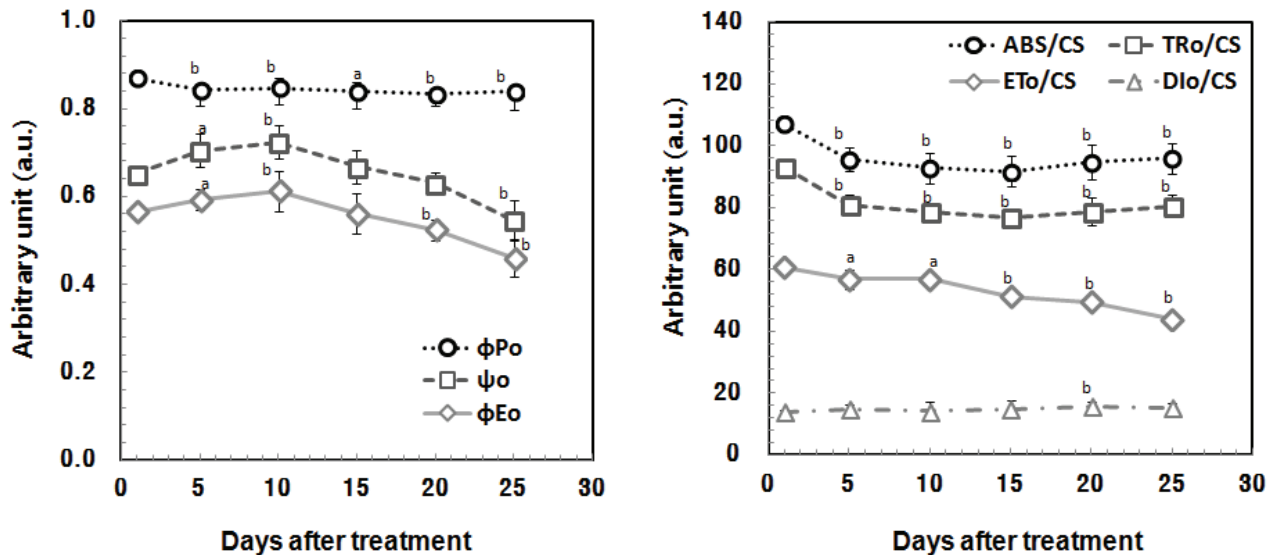 Arbitrary unit (a.u.)
1.0
0.8
0.6
0.4
0.2
0.0
b b a b b
a b b
a b b b
ϕPo
ψo
ϕEo
0 5 10 15 20 25 30
Days after treatment
Arbitrary unit (a.u.)
140
120
100
80
60
40
20
0
ABS/CS TRo/CS
ETo/CS DIo/CS
b b b b b
b b b b b
a a b b b
b
0 5 10 15 20 25 30
Days after treatment